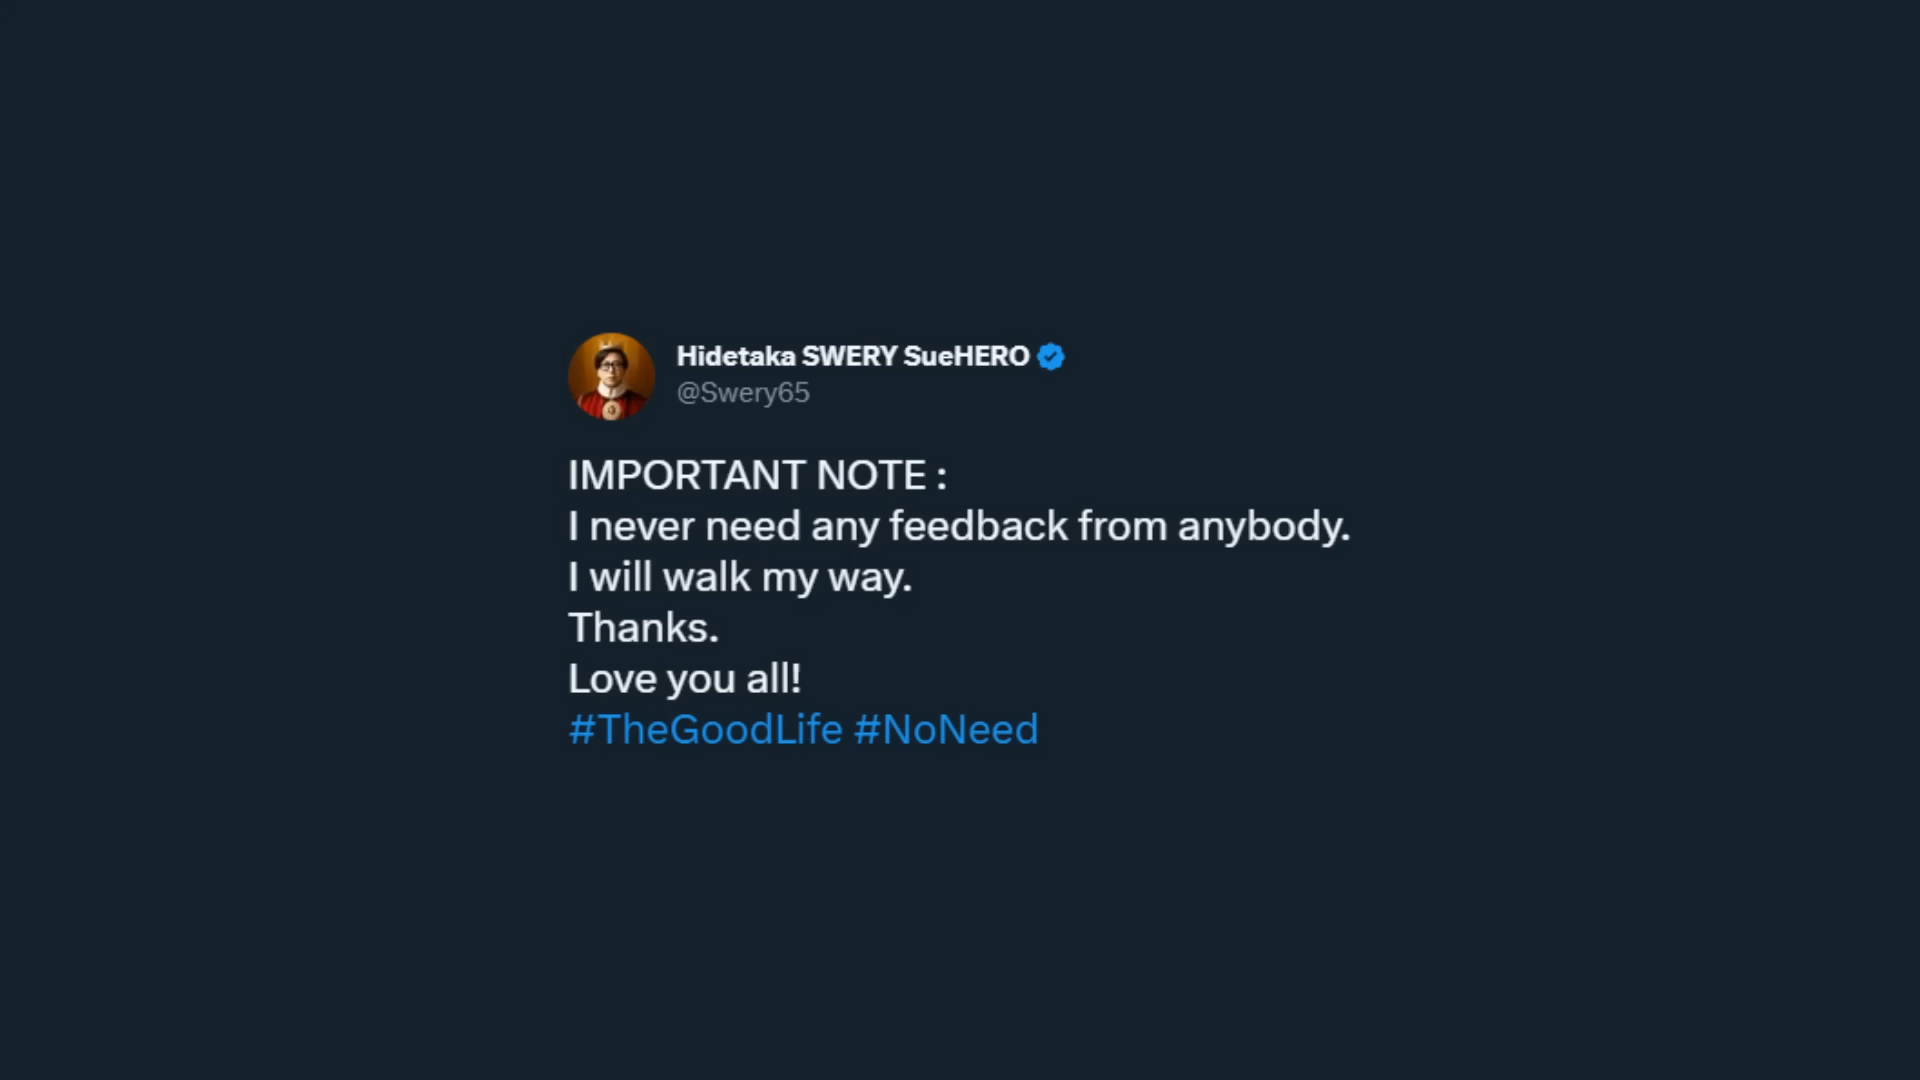 Hidetaka SWERY SueHERO
@Swery65
IMPORTANT NOTE :
I never need any feedback from anybody.
I will walk my way.
Thanks.
Love you all!
#TheGoodLife #NoNeed